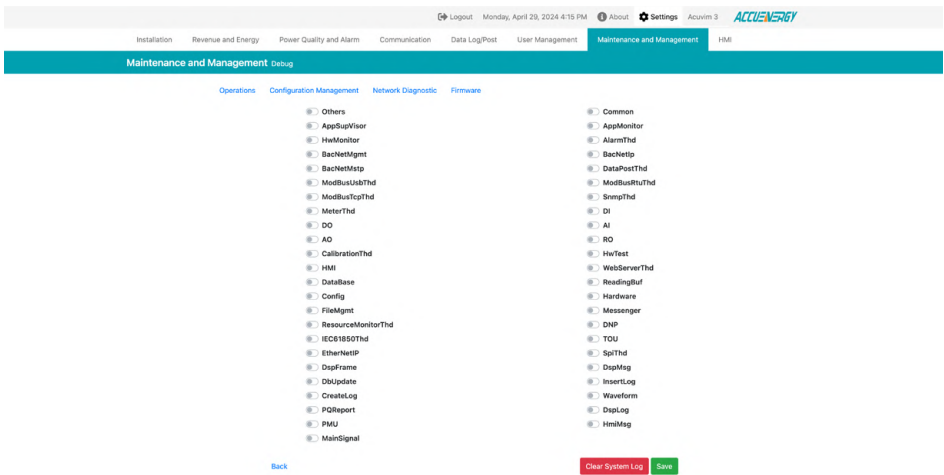 Logout Monday, April 29, 2024 4:15 PM About Settings Acuvim 3 ACCUENERGY
Installation Revenue and Energy Power Quality and Alarm Communication Data Log/Post User Management Maintenance and Management HMI
Maintenance and Management Debug
Operations Configuration Management Network Diagnostic Firmware
Others Common
AppSupVisor AppMonitor
HwMonitor AlarmThd
BacNetMgmt BacNetIp
BacNetMstp DataPostThd
ModBusUsbThd ModBusRtuThd
ModBusTcpThd SnmpThd
MeterThd DI
DO AI
AO RO
CalibrationThd HwTest
HMI WebServerThd
DataBase ReadingBuf
Config Hardware
FileMgmt Messenger
ResourceMonitorThd DNP
IEC61850Thd TOU
EtherNetIP SpiThd
DspFrame DspMsg
DbUpdate InsertLog
CreateLog Waveform
PQReport DspLog
PMU HmiMsg
MainSignal
Back Clear System Log Save